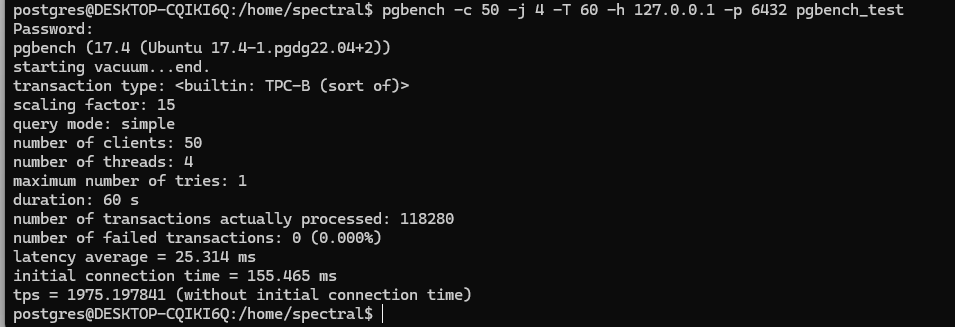 postgres@DESKTOP-CQIKI6Q:/home/spectral$ pgbench -c 50 -j 4 -T 60 -h 127.0.0.1 -p 6432 pgbench_test
Password:
pgbench (17.4 (Ubuntu 17.4-1.pgdg22.04+2))
starting vacuum...end.
transaction type: <builtin: TPC-B (sort of)>
scaling factor: 15
query mode: simple
number of clients: 50
number of threads: 4
maximum number of tries: 1
duration: 60 s
number of transactions actually processed: 118280
number of failed transactions: 0 (0.000%)
latency average = 25.314 ms
initial connection time = 155.465 ms
tps = 1975.197841 (without initial connection time)
postgres@DESKTOP-CQIKI6Q:/home/spectral$